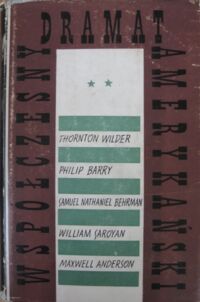 WSPÓŁCZESNY
DRAMAT
AMERYKAŃSKI
THORNTON WILDER
PHILIP BARRY
SAMUEL NATHANIEL BEHRMAN
WILLIAM SAROYAN
MAXWELL ANDERSON